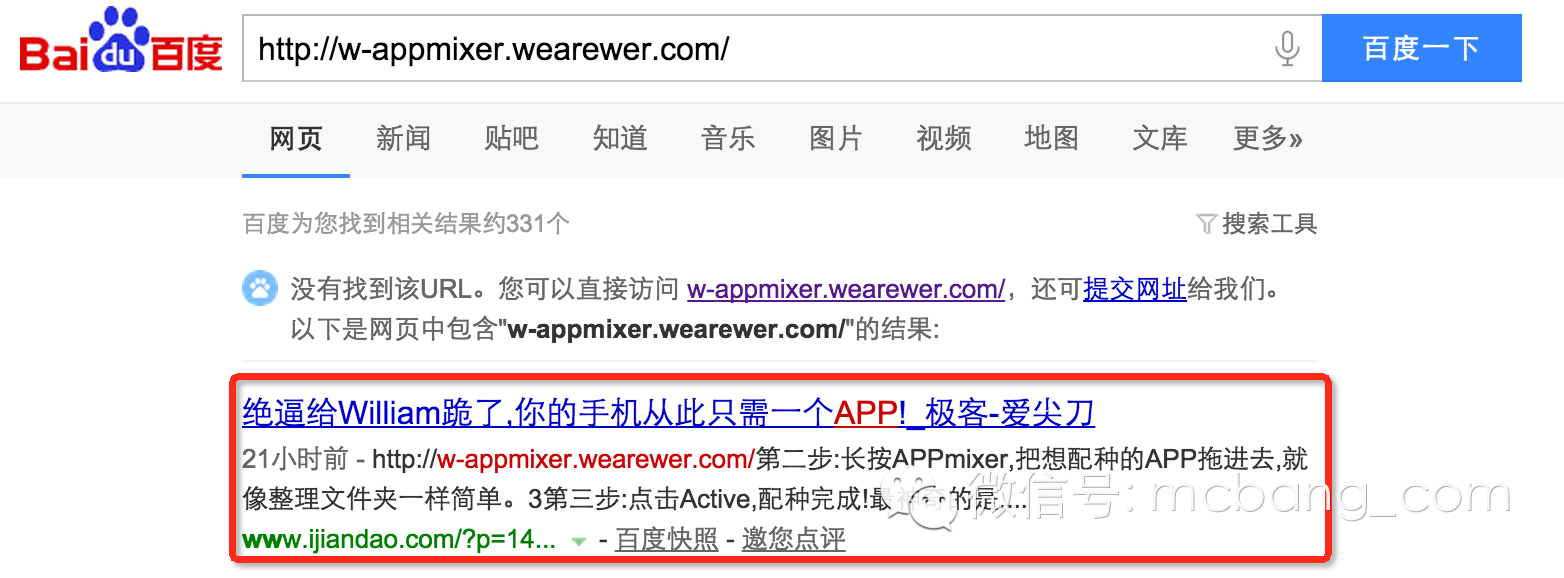 Bai du 百度 http://w-appmixer.wearewer.com/ 百度一下
网页 新闻 贴吧 知道 音乐 图片 视频 地图 文库 更多»
百度为您找到相关结果约331个 搜索工具
没有找到该URL。您可以直接访问 w-appmixer.wearewer.com/，还可提交网址给我们。
以下是网页中包含"w-appmixer.wearewer.com/"的结果:
绝逼给William跪了,你的手机从此只需一个APP!_极客-爱尖刀
21小时前 - http://w-appmixer.wearewer.com/第二步:长按APPmixer,把想配种的APP拖进去,就
像整理文件夹一样简单。3第三步:点击Active,配种完成!最神奇的是....
微信号: mcbang_com
www.ijiandao.com/?p=14... - 百度快照 - 邀您点评